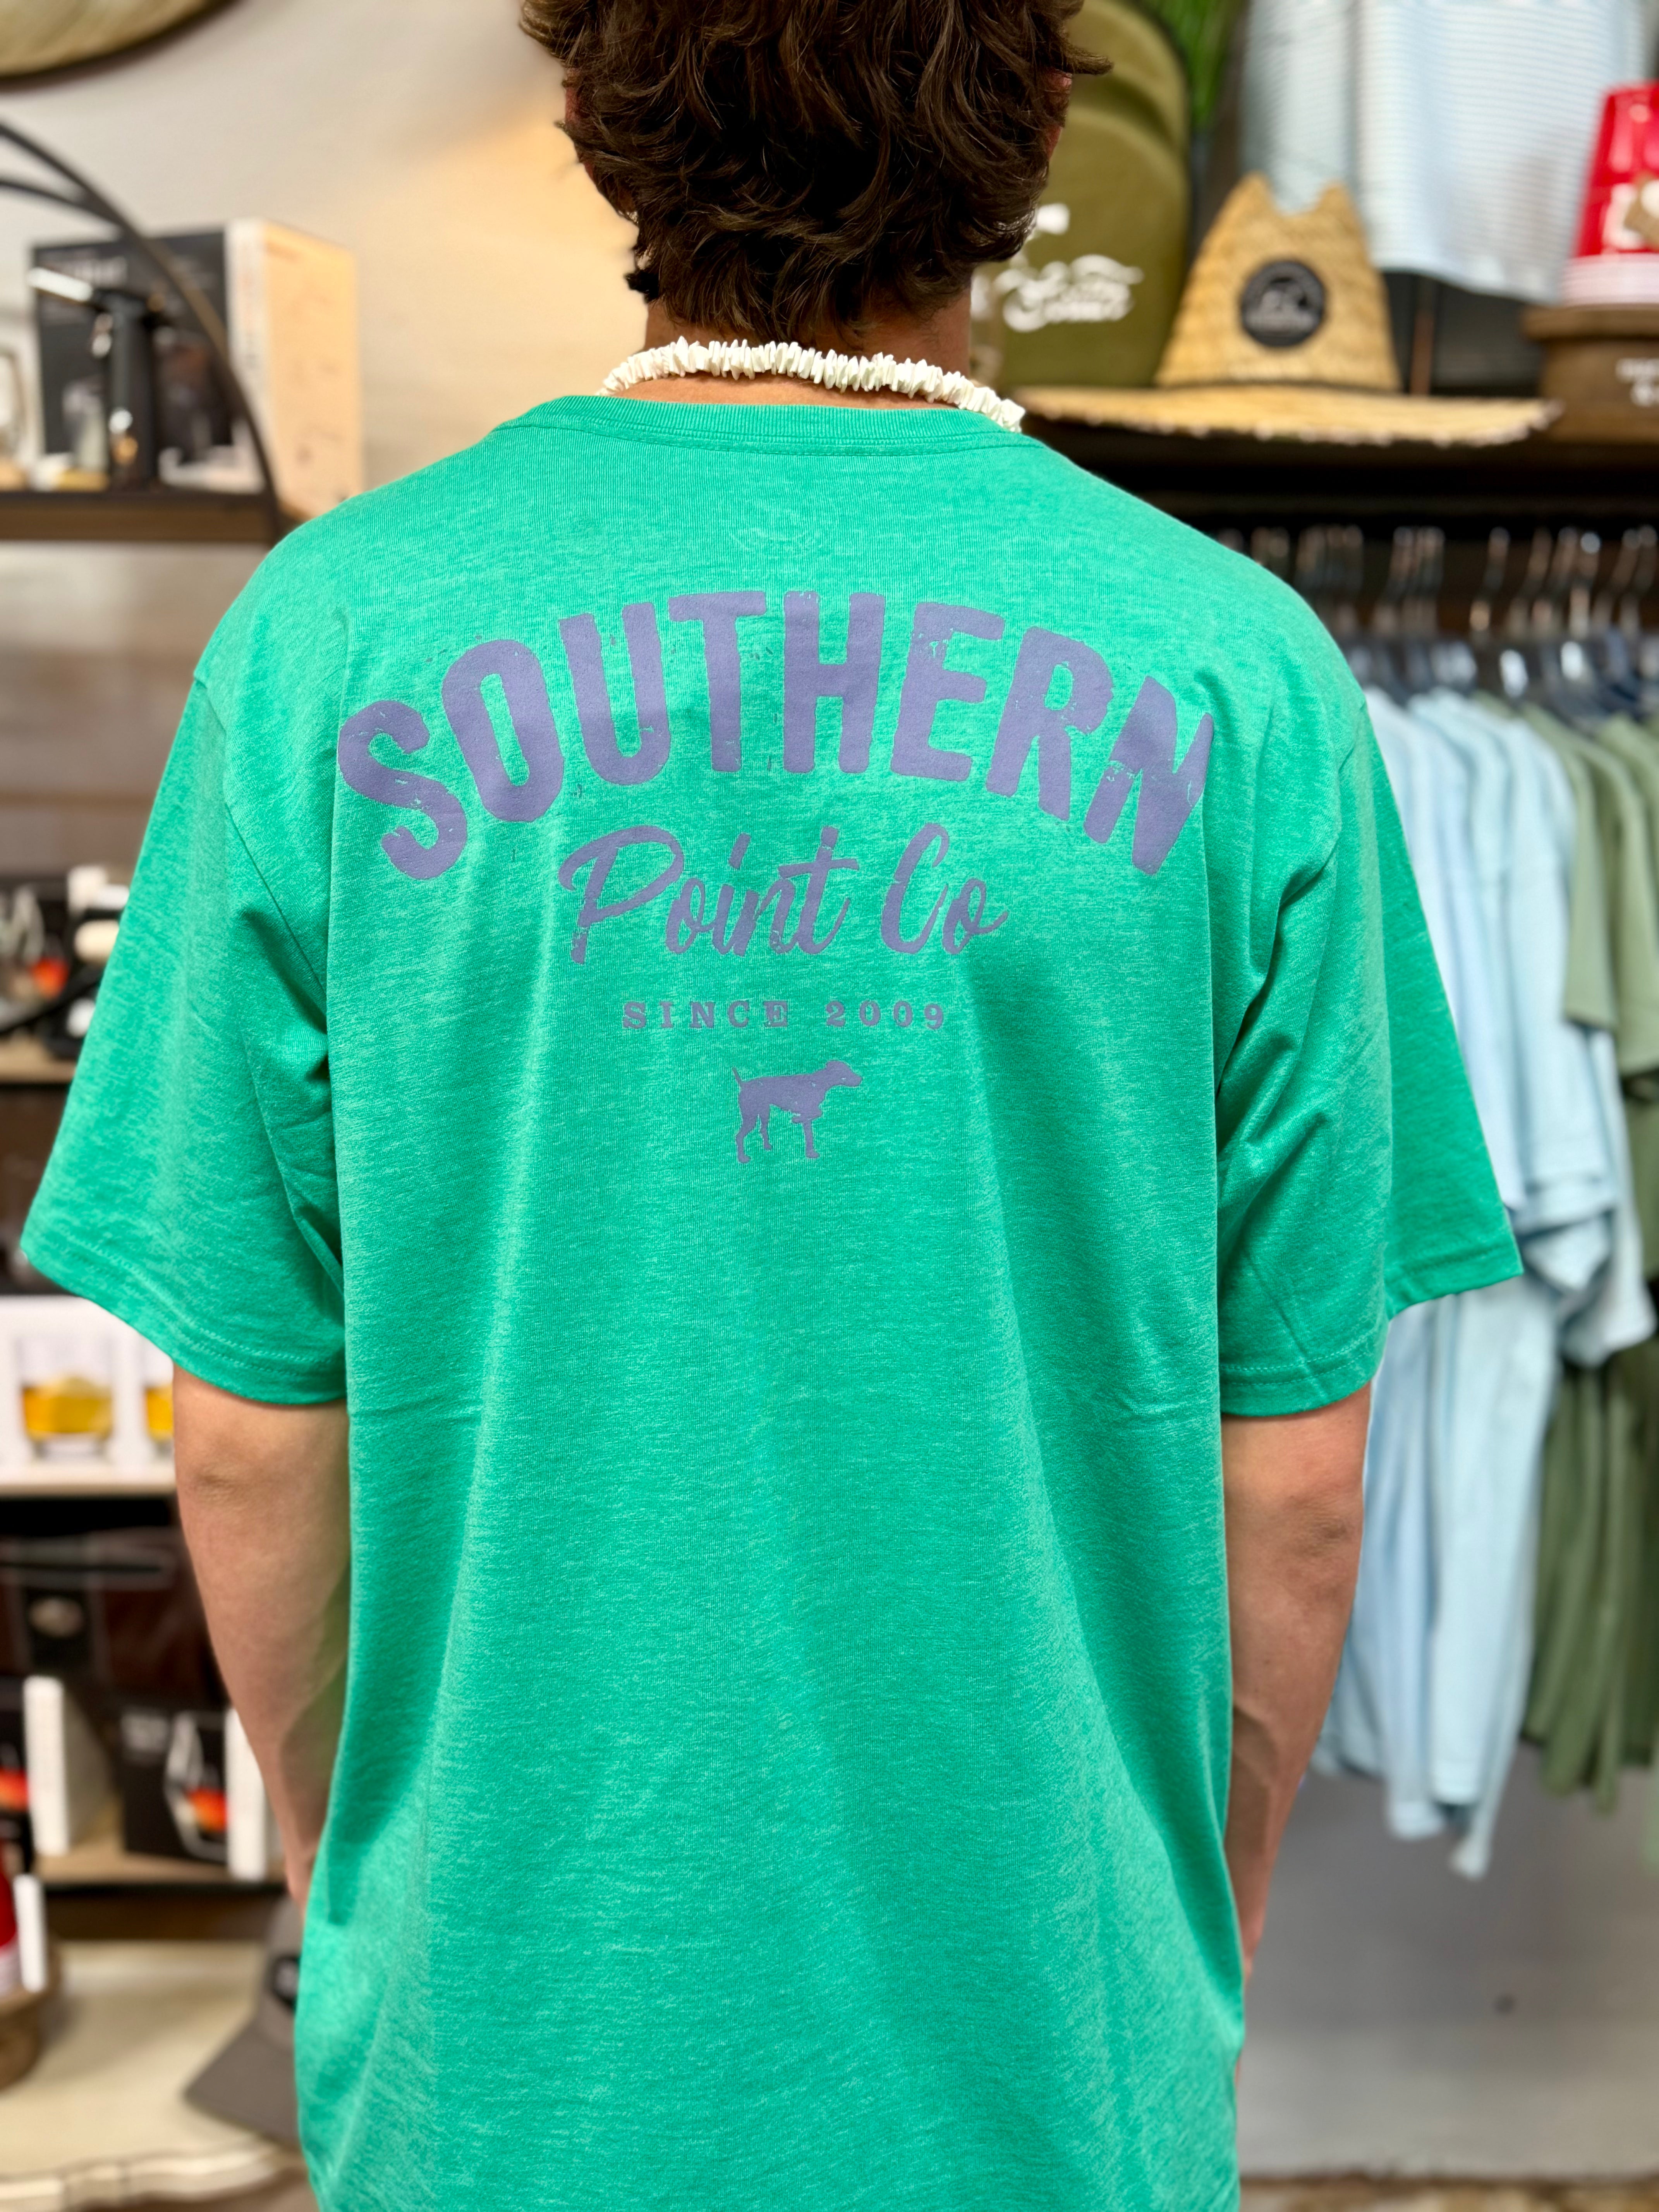 SOUTHERN
Point Co
SINCE 2009